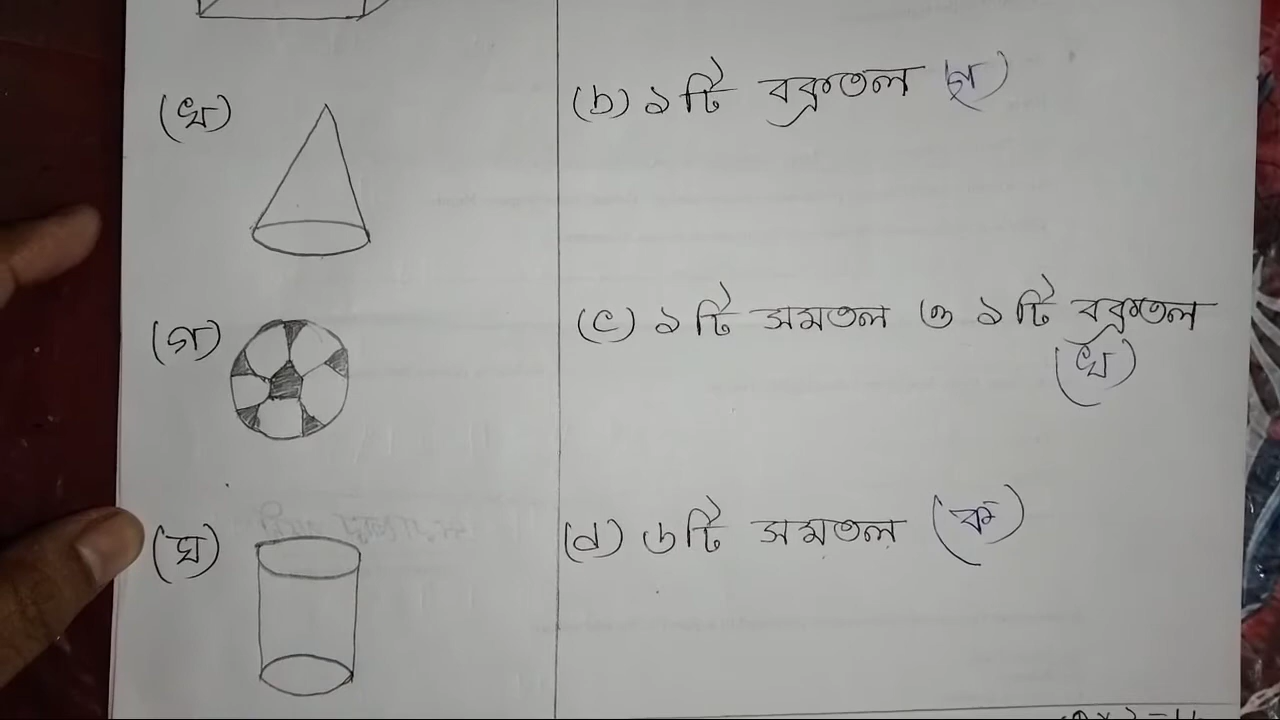 (খ)
(b) ১টি বক্রতল (গ)
(গ)
(c) ১টি সমতল ও ১টি বক্রতল
(খ)
(ঘ)
(d) ৬টি সমতল (ক)